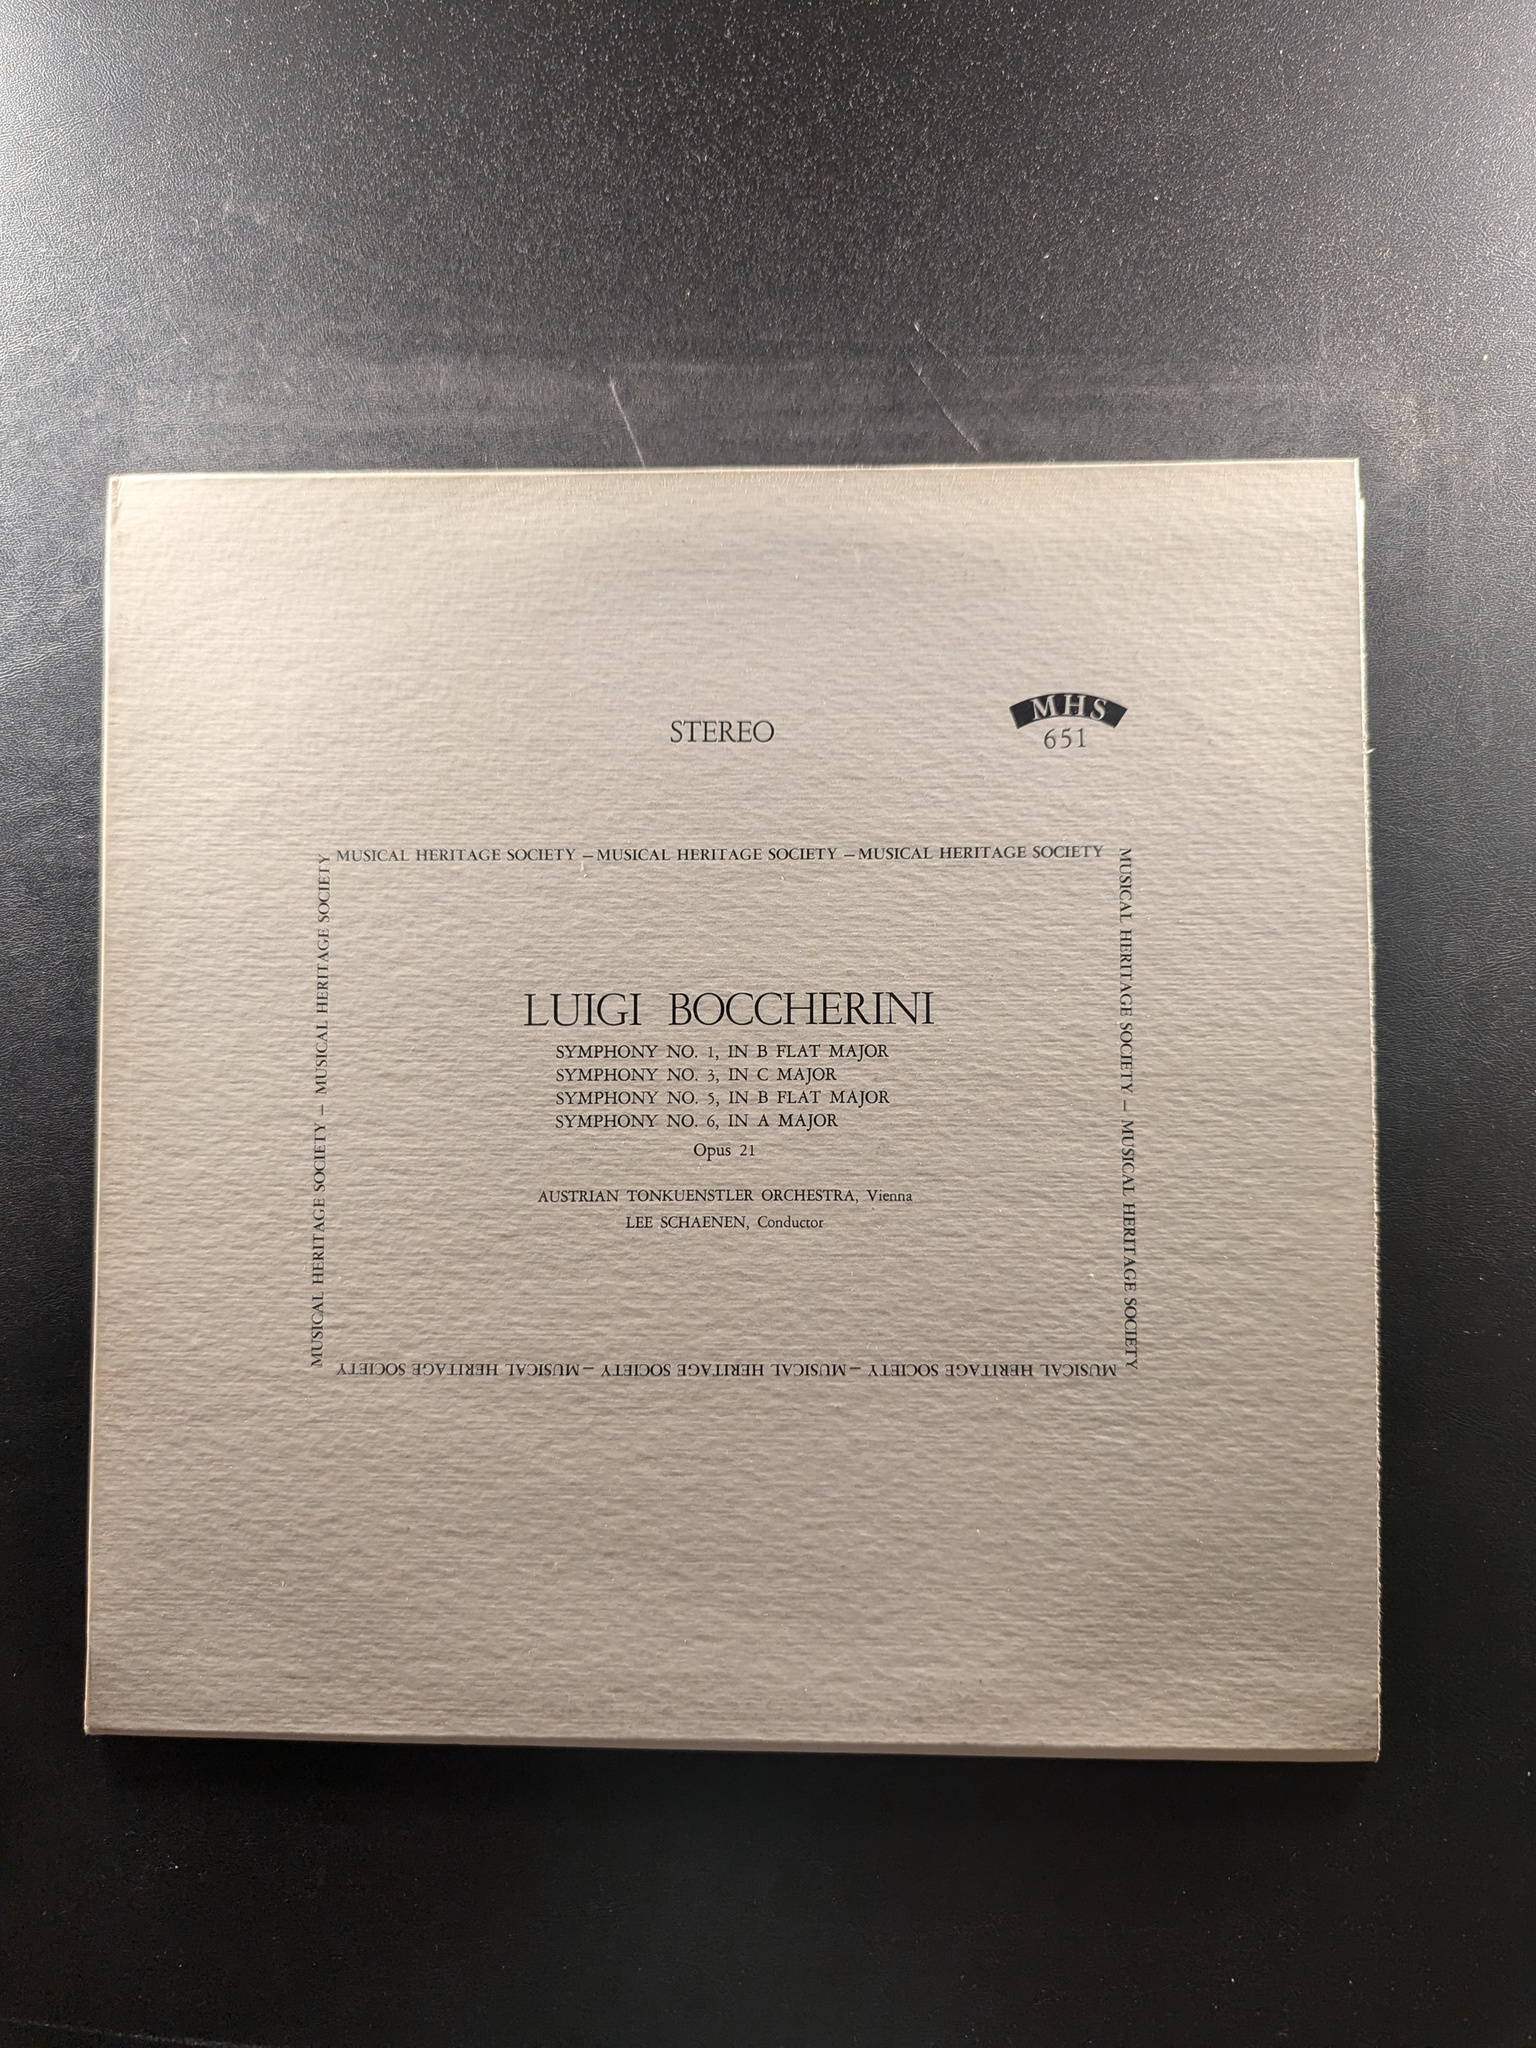 STEREO
MHS
651
MUSICAL HERITAGE SOCIETY – MUSICAL HERITAGE SOCIETY – MUSICAL HERITAGE SOCIETY
MUSICAL HERITAGE SOCIETY – MUSICAL HERITAGE SOCIETY
LUIGI BOCCHERINI
SYMPHONY NO. 1, IN B FLAT MAJOR
SYMPHONY NO. 3, IN C MAJOR
SYMPHONY NO. 5, IN B FLAT MAJOR
SYMPHONY NO. 6, IN A MAJOR
Opus 21
AUSTRIAN TONKUENSTLER ORCHESTRA, Vienna
LEE SCHAENEN, Conductor
MUSICAL HERITAGE SOCIETY – MUSICAL HERITAGE SOCIETY
MUSICAL HERITAGE SOCIETY – MUSICAL HERITAGE SOCIETY – MUSICAL HERITAGE SOCIETY